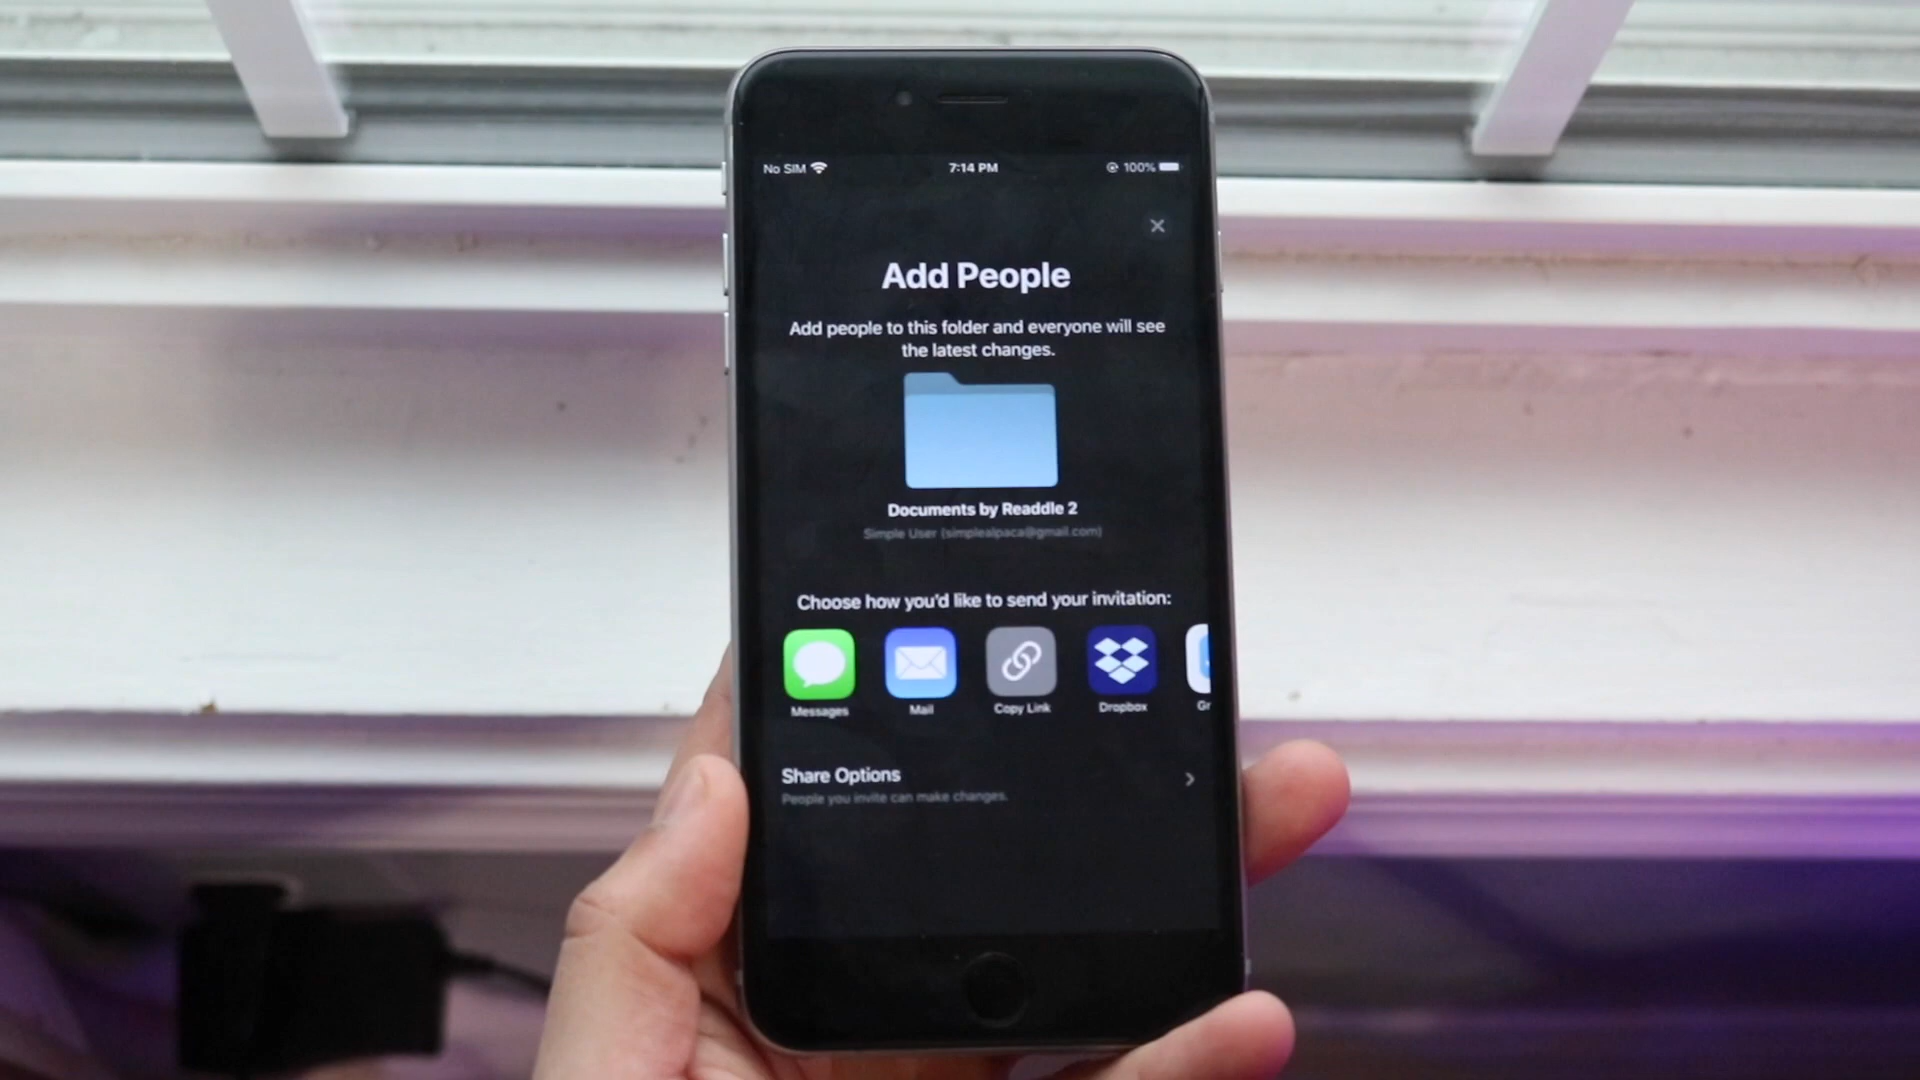 No SIM 7:14 PM 100%
Add People
Add people to this folder and everyone will see
the latest changes.
Documents by Readdle 2
Simple User (simplealpaca@gmail.com)
Choose how you'd like to send your invitation:
Messages Mail Copy Link Dropbox Gr
Share Options
People you invite can make changes.